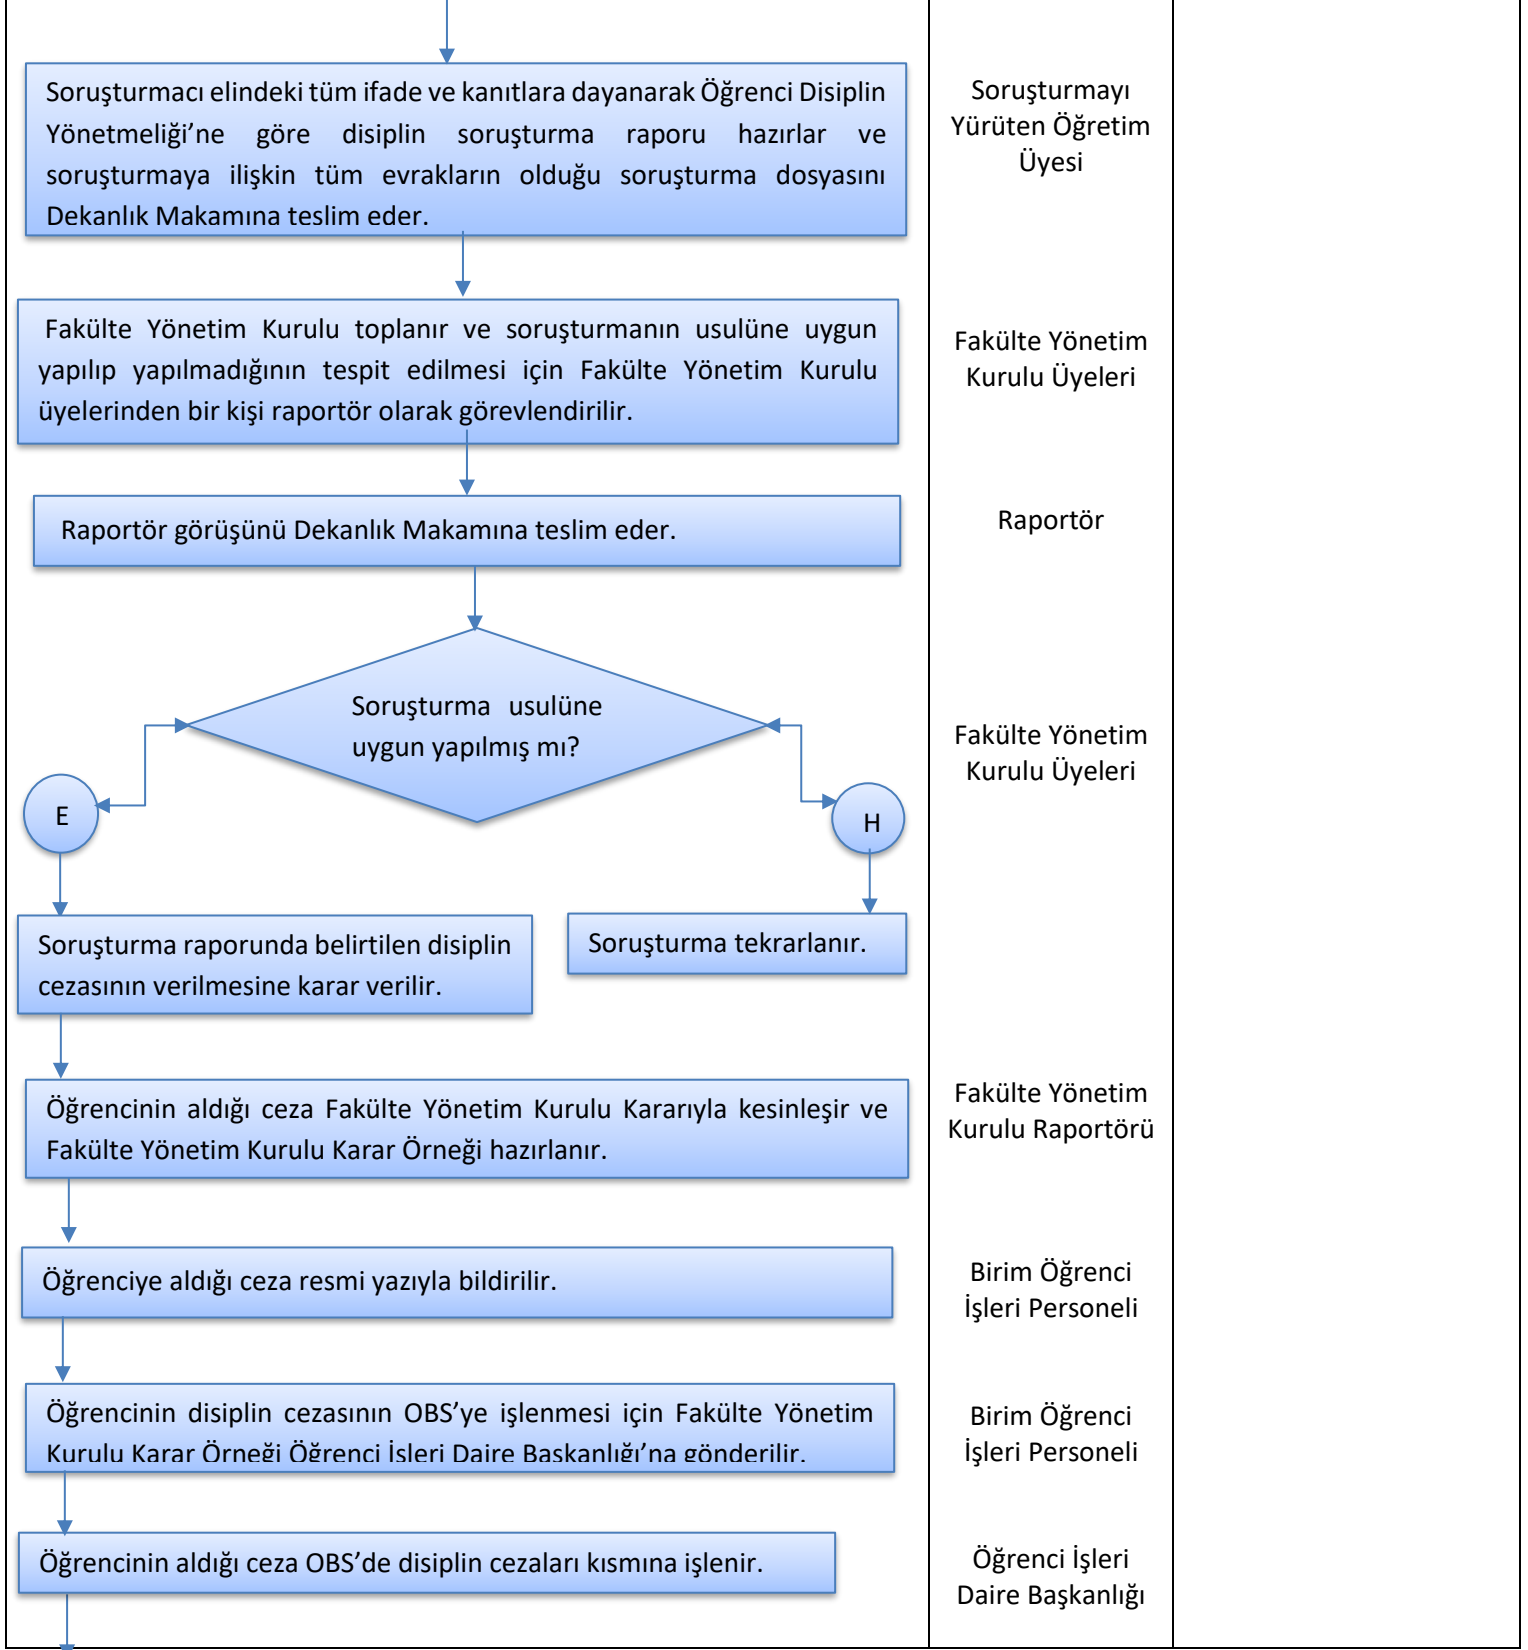 Soruşturmacı elindeki tüm ifade ve kanıtlara dayanarak Öğrenci Disiplin
Yönetmeliği’ne göre disiplin soruşturma raporu hazırlar ve
soruşturmaya ilişkin tüm evrakların olduğu soruşturma dosyasını
Dekanlık Makamına teslim eder.
Soruşturmayı
Yürüten Öğretim
Üyesi
Fakülte Yönetim Kurulu toplanır ve soruşturmanın usulüne uygun
yapılıp yapılmadığının tespit edilmesi için Fakülte Yönetim Kurulu
üyelerinden bir kişi raportör olarak görevlendirilir.
Fakülte Yönetim
Kurulu Üyeleri
Raportör görüşünü Dekanlık Makamına teslim eder.
Raportör
Soruşturma usulüne
uygun yapılmış mı?
Fakülte Yönetim
Kurulu Üyeleri
E
H
Soruşturma raporunda belirtilen disiplin
cezasının verilmesine karar verilir.
Soruşturma tekrarlanır.
Öğrencinin aldığı ceza Fakülte Yönetim Kurulu Kararıyla kesinleşir ve
Fakülte Yönetim Kurulu Karar Örneği hazırlanır.
Fakülte Yönetim
Kurulu Raportörü
Öğrenciye aldığı ceza resmi yazıyla bildirilir.
Birim Öğrenci
İşleri Personeli
Öğrencinin disiplin cezasının OBS’ye işlenmesi için Fakülte Yönetim
Kurulu Karar Örneği Öğrenci İşleri Daire Başkanlığı’na gönderilir.
Birim Öğrenci
İşleri Personeli
Öğrencinin aldığı ceza OBS’de disiplin cezaları kısmına işlenir.
Öğrenci İşleri
Daire Başkanlığı